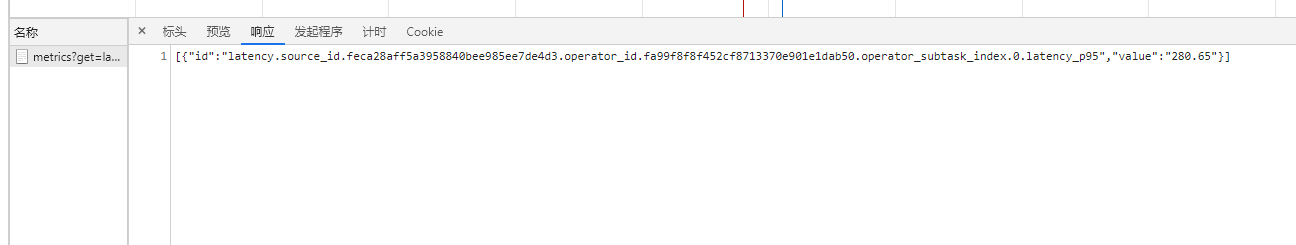 名称
× 标头 预览 响应 发起程序 计时 Cookie
metrics?get=la...
1 [{"id":"latency.source_id.feca28aff5a3958840bee985ee7de4d3.operator_id.fa99f8f8f452cf8713370e901e1dab50.operator_subtask_index.0.latency_p95","value":"280.65"}]